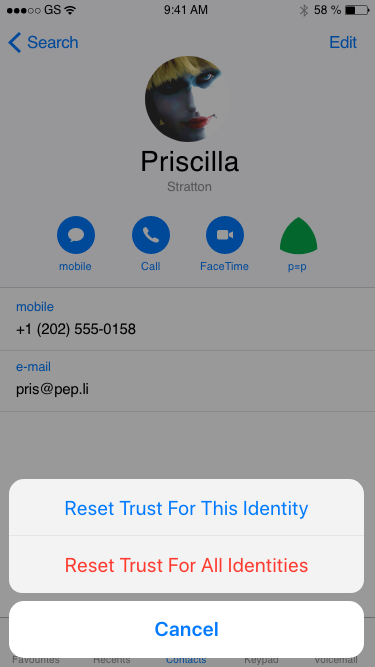 GS 9:41 AM 58 %
Search Edit
Priscilla
Stratton
mobile Call FaceTime p≡p
mobile
+1 (202) 555-0158
e-mail
pris@pep.li
Reset Trust For This Identity
Reset Trust For All Identities
Cancel
Favourites Recents Contacts Keypad Voicemail